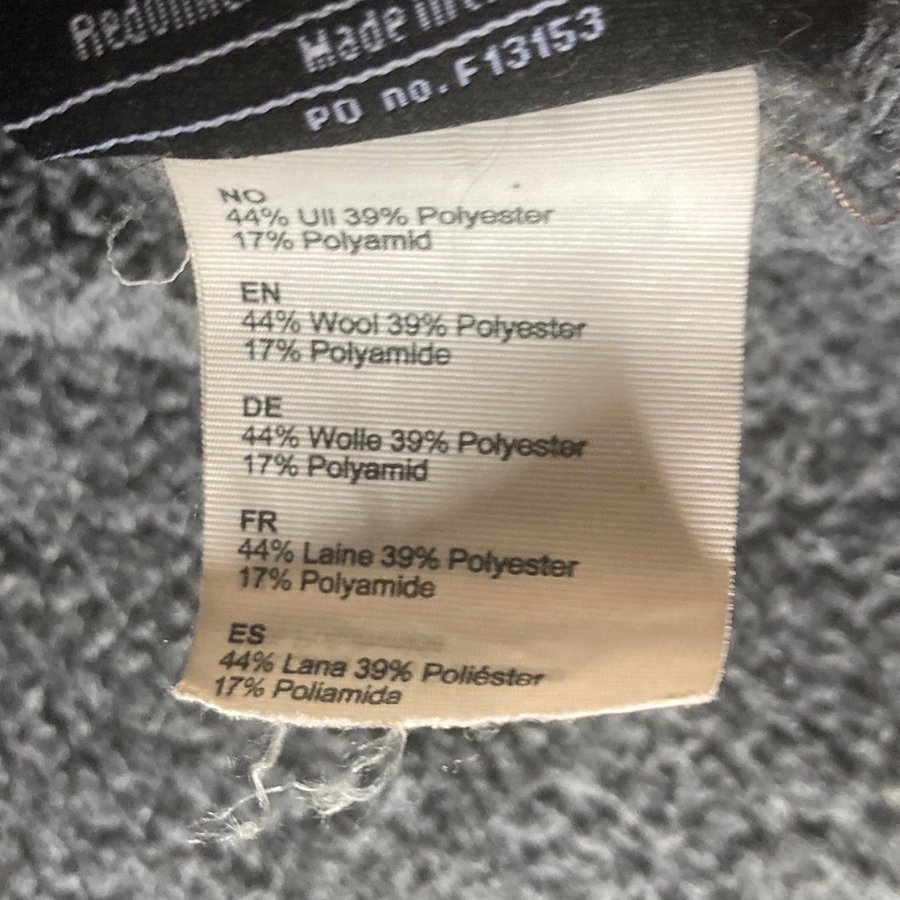 Made in
PO no. F13153
NO
44% Ull 39% Polyester
17% Polyamid
EN
44% Wool 39% Polyester
17% Polyamide
DE
44% Wolle 39% Polyester
17% Polyamid
FR
44% Laine 39% Polyester
17% Polyamide
ES
44% Lana 39% Poliéster
17% Poliamida